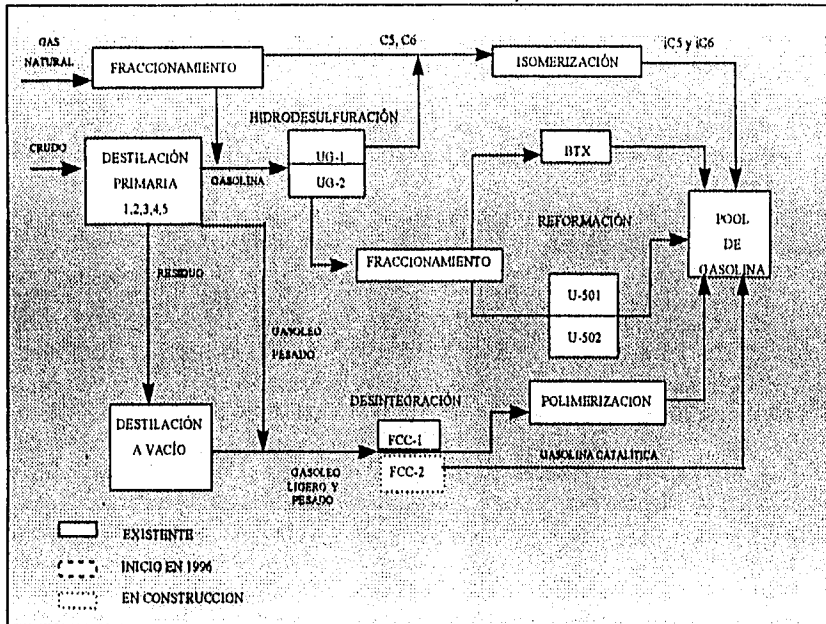 GAS
NATURAL
FRACCIONAMIENTO
C5, C6
ISOMERIZACIÓN
iC5 y iC6
HIDRODESULFURACIÓN
CRUDO
DESTILACIÓN
PRIMARIA
1,2,3,4,5
GASOLINA
UG-1
UG-2
BTX
REFORMACIÓN
POOL
DE
GASOLINA
FRACCIONAMIENTO
RESIDUO
U-501
U-502
GASOLEO
PESADO
DESINTEGRACIÓN
POLIMERIZACION
DESTILACIÓN
A VACÍO
FCC-1
FCC-2
GASOLINA CATALÍTICA
GASOLEO
LIGERO Y
PESADO
EXISTENTE
INICIO EN 1996
EN CONSTRUCCION